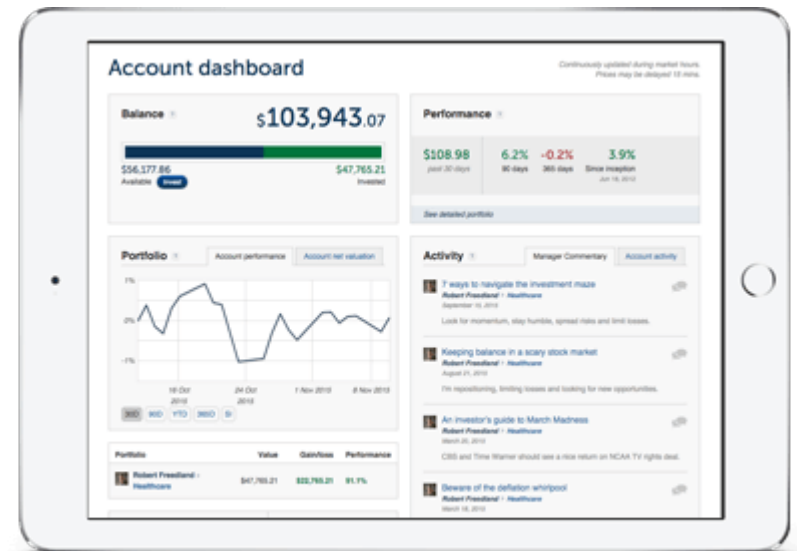 Account dashboard
Continuously updated during market hours.
Prices may be delayed 15 mins.
Balance ?
$103,943.07
$56,177.86
$47,765.21
Available Invest
Invested
Performance ?
$108.98 6.2% -0.2% 3.9%
past 30 days 90 days 365 days Since inception
See detailed portfolio
Portfolio ?
Account performance
Account net valuation
1%
-0%
-1%
16 Oct 24 Oct 1 Nov 2015 8 Nov 2015
2015 2015
30D 90D YTD 365D SI
Portfolio Value Gain/loss Performance
Robert Freedland -
Healthcare
$47,765.21 $22,765.21 91.1%
Activity ?
Manager Commentary
Account activity
7 ways to navigate the investment maze
Robert Freedland - Healthcare
Look for momentum, stay humble, spread risks and limit losses.
Keeping balance in a scary stock market
Robert Freedland - Healthcare
August 21, 2015
I'm repositioning, limiting losses and looking for new opportunities.
An investor's guide to March Madness
Robert Freedland - Healthcare
March 20, 2015
CBS and Time Warner should see a nice return on NCAA TV rights deal.
Beware of the deflation whirlpool
Robert Freedland - Healthcare